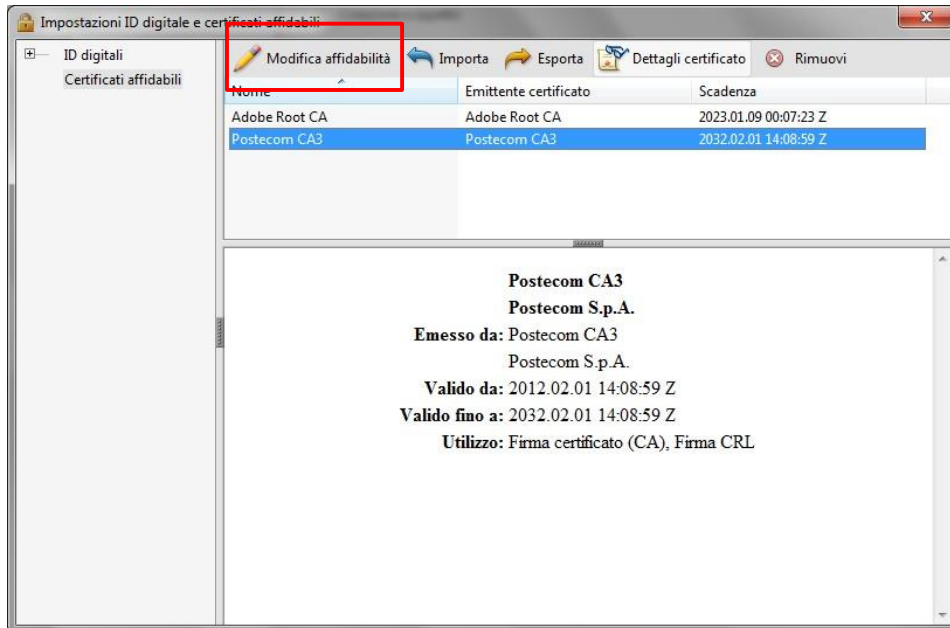 Impostazioni ID digitale e certificati affidabili
ID digitali
Certificati affidabili
Modifica affidabilità Importa Esporta Dettagli certificato Rimuovi
Nome Emittente certificato Scadenza
Adobe Root CA Adobe Root CA 2023.01.09 00:07:23 Z
Postecom CA3 Postecom CA3 2032.02.01 14:08:59 Z
Postecom CA3
Postecom S.p.A.
Emesso da: Postecom CA3
Postecom S.p.A.
Valido da: 2012.02.01 14:08:59 Z
Valido fino a: 2032.02.01 14:08:59 Z
Utilizzo: Firma certificato (CA), Firma CRL